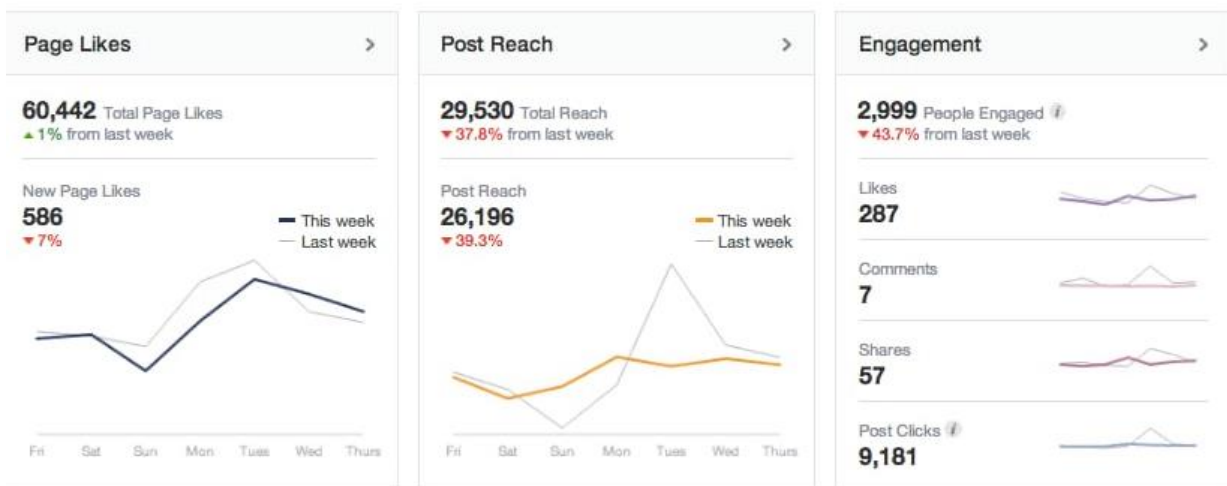 Page Likes
60,442 Total Page Likes
1% from last week
New Page Likes
586
7%
This week
Last week
Fri Sat Sun Mon Tues Wed Thurs
Post Reach
29,530 Total Reach
37.8% from last week
Post Reach
26,196
39.3%
This week
Last week
Fri Sat Sun Mon Tues Wed Thurs
Engagement
2,999 People Engaged i
43.7% from last week
Likes
287
Comments
7
Shares
57
Post Clicks i
9,181